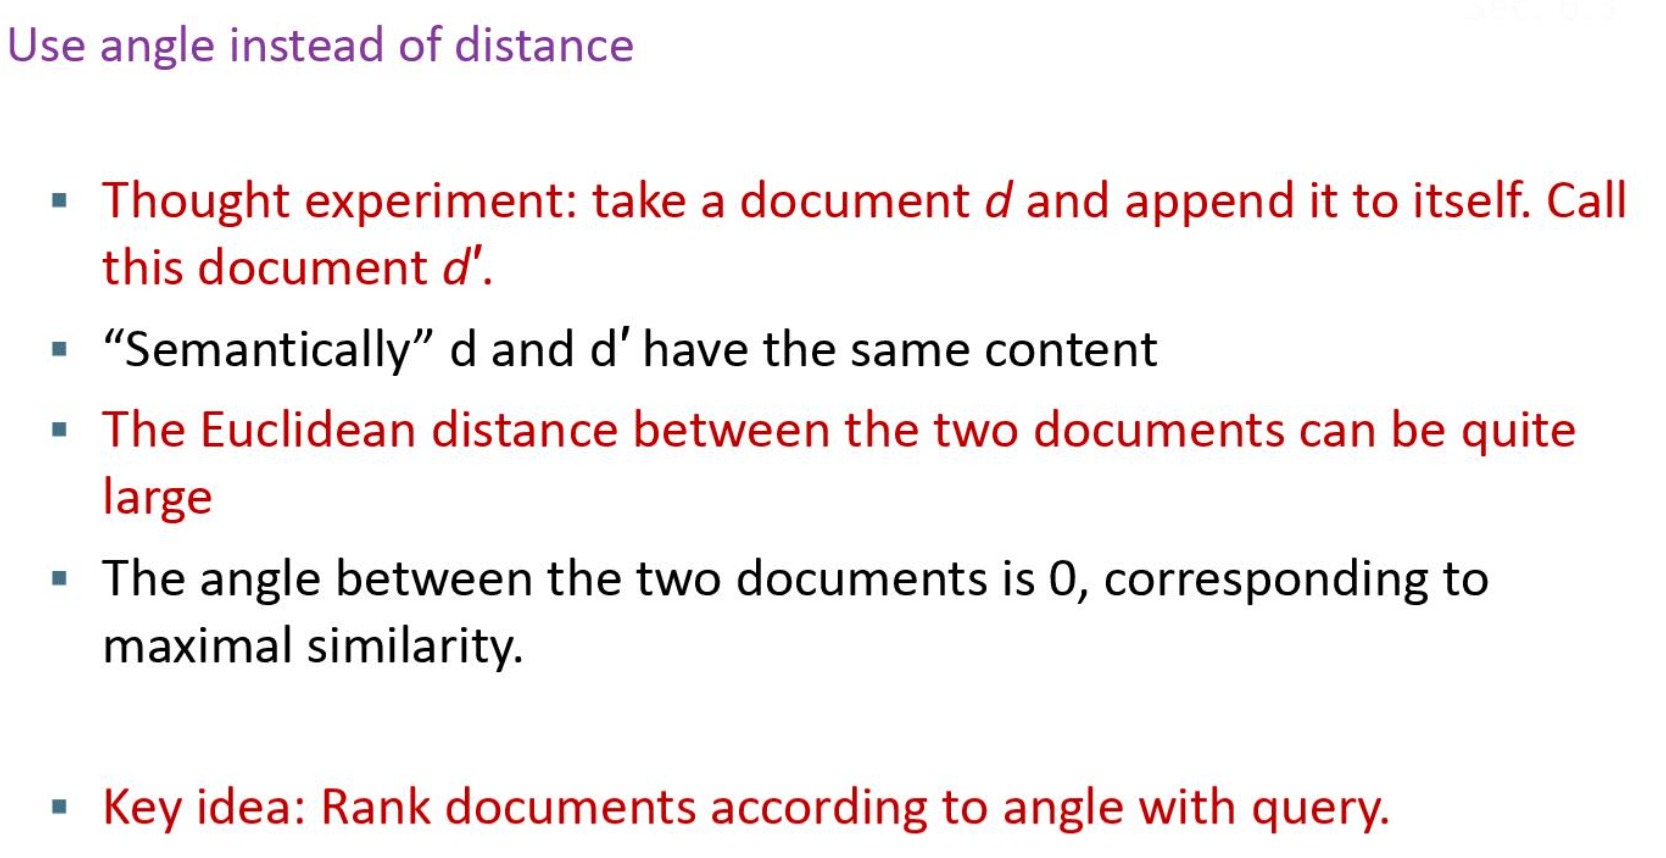 Use angle instead of distance
▪ Thought experiment: take a document d and append it to itself. Call
this document d′.
▪ “Semantically” d and d′ have the same content
▪ The Euclidean distance between the two documents can be quite
large
▪ The angle between the two documents is 0, corresponding to
maximal similarity.
▪ Key idea: Rank documents according to angle with query.